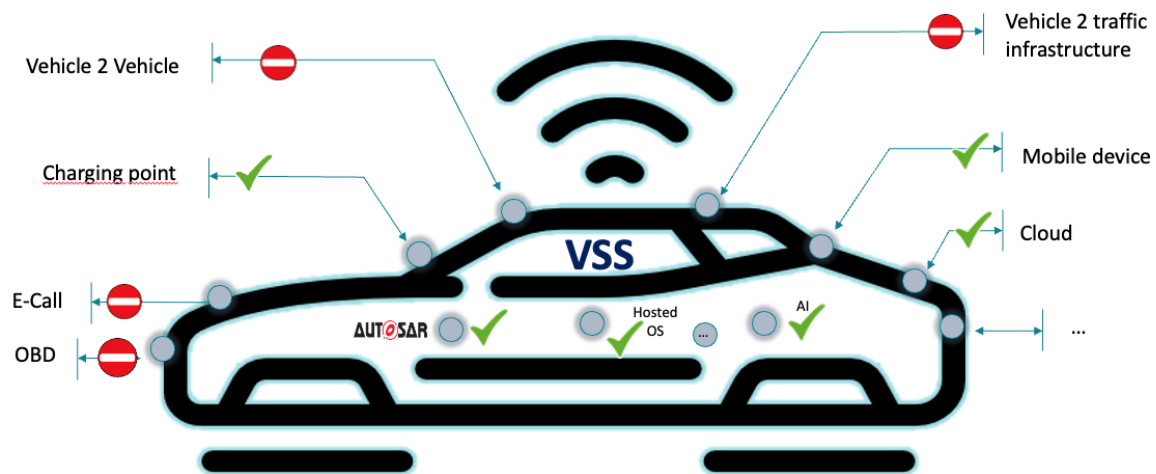 Vehicle 2 traffic
infrastructure
Vehicle 2 Vehicle
Mobile device
Charging point
Cloud
VSS
E-Call
Hosted
OS
AI
AUTOSAR
...
...
OBD